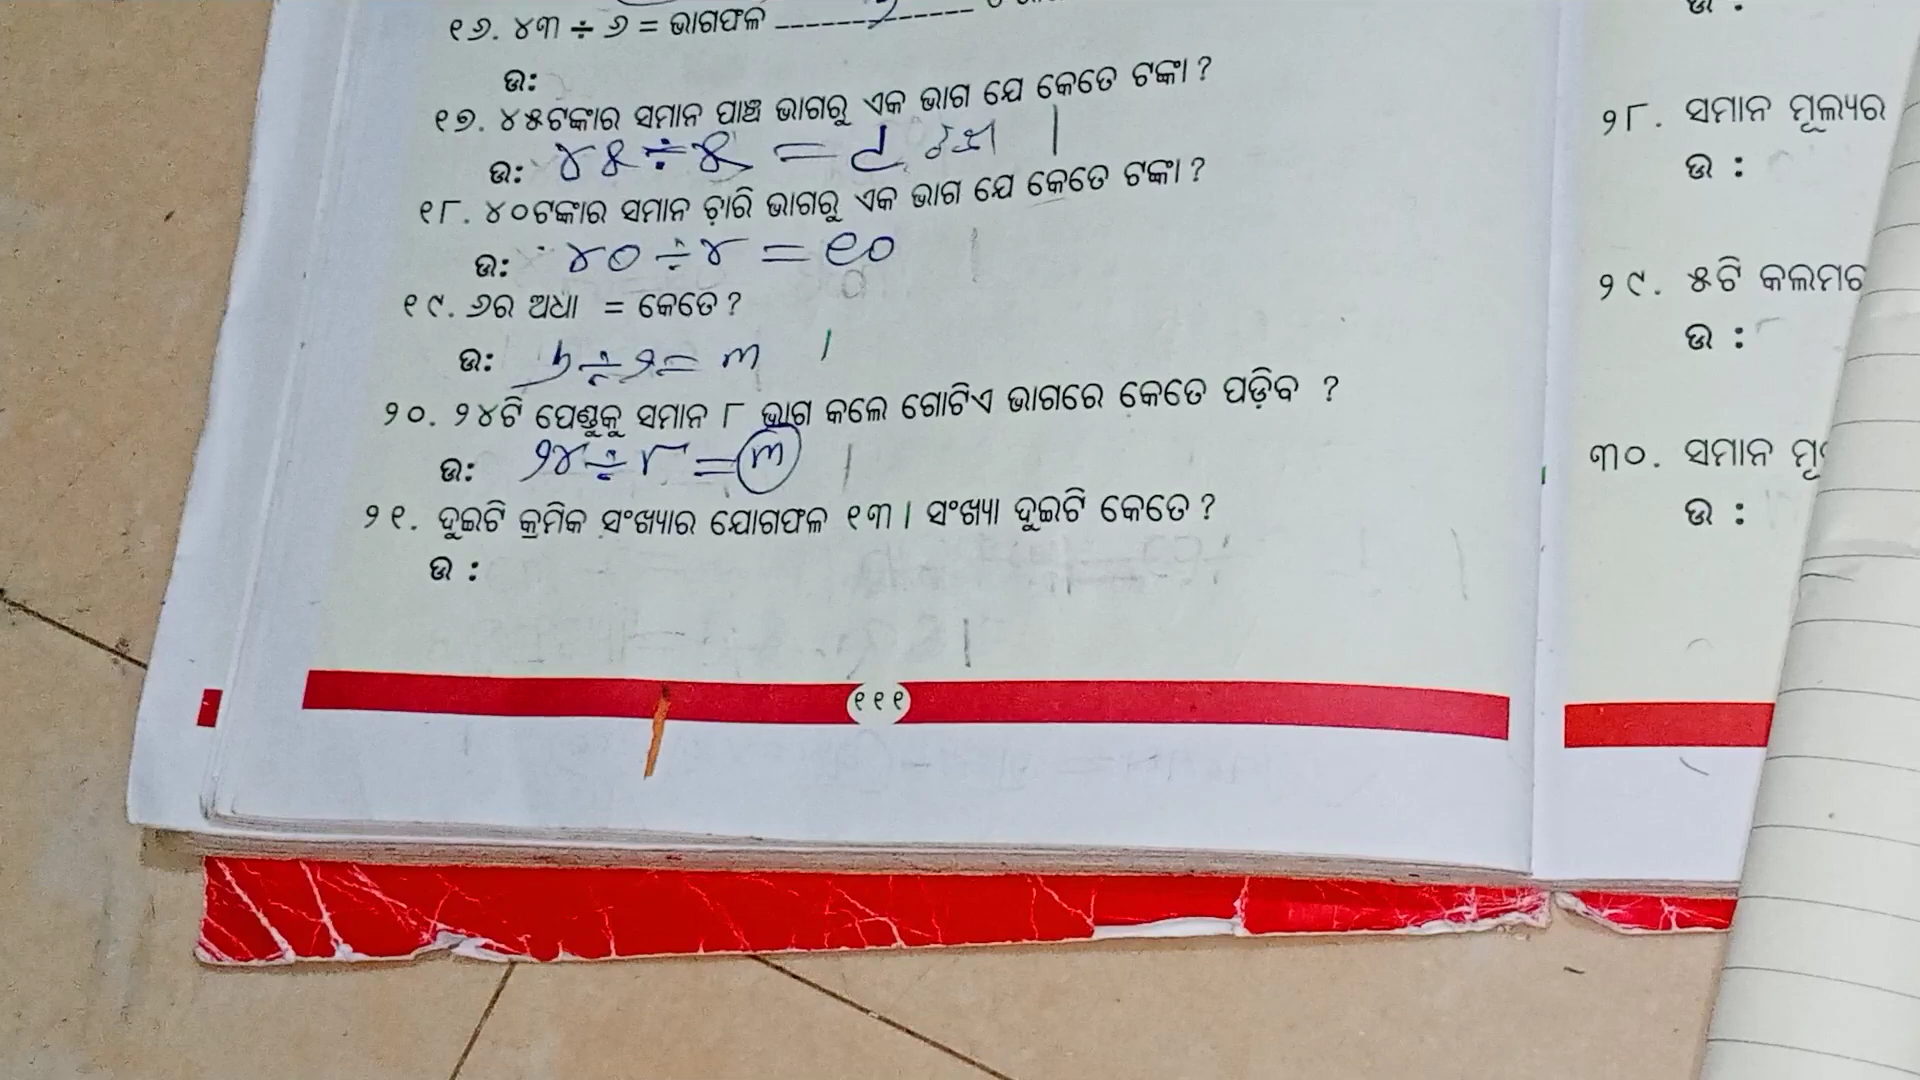 ୧୬. ୪୩ ÷ ୬ = ଭାଗଫଳ
ଉ:
୧୭. ୪୫ଟଙ୍କାର ସମାନ ପାଞ୍ଚ ଭାଗରୁ ଏକ ଭାଗ ଯେ କେତେ ଟଙ୍କା ?
ଉ: ୪୫ ÷ ୫ = ୯ ଟଙ୍କା
୧୮. ୪୦ଟଙ୍କାର ସମାନ ଚାରି ଭାଗରୁ ଏକ ଭାଗ ଯେ କେତେ ଟଙ୍କା ?
ଉ: ୪୦ ÷ ୪ = ୧୦
୧୯. ୬ର ଅଧା = କେତେ ?
ଉ: ୬ ÷ ୨ = ୩
୨୦. ୨୪ଟି ପେଣ୍ଡୁକୁ ସମାନ ୮ ଭାଗ କଲେ ଗୋଟିଏ ଭାଗରେ କେତେ ପଡ଼ିବ ?
ଉ: ୨୪ ÷ ୮ = ୩
୨୧. ଦୁଇଟି କ୍ରମିକ ସଂଖ୍ୟାର ଯୋଗଫଳ ୧୩। ସଂଖ୍ୟା ଦୁଇଟି କେତେ ?
ଉ :
୧୧୧
୨୮. ସମାନ ମୂଲ୍ୟର
ଉ :
୨୯. ୫ଟି
ଉ :
୩୦. ସମାନ
ଉ :